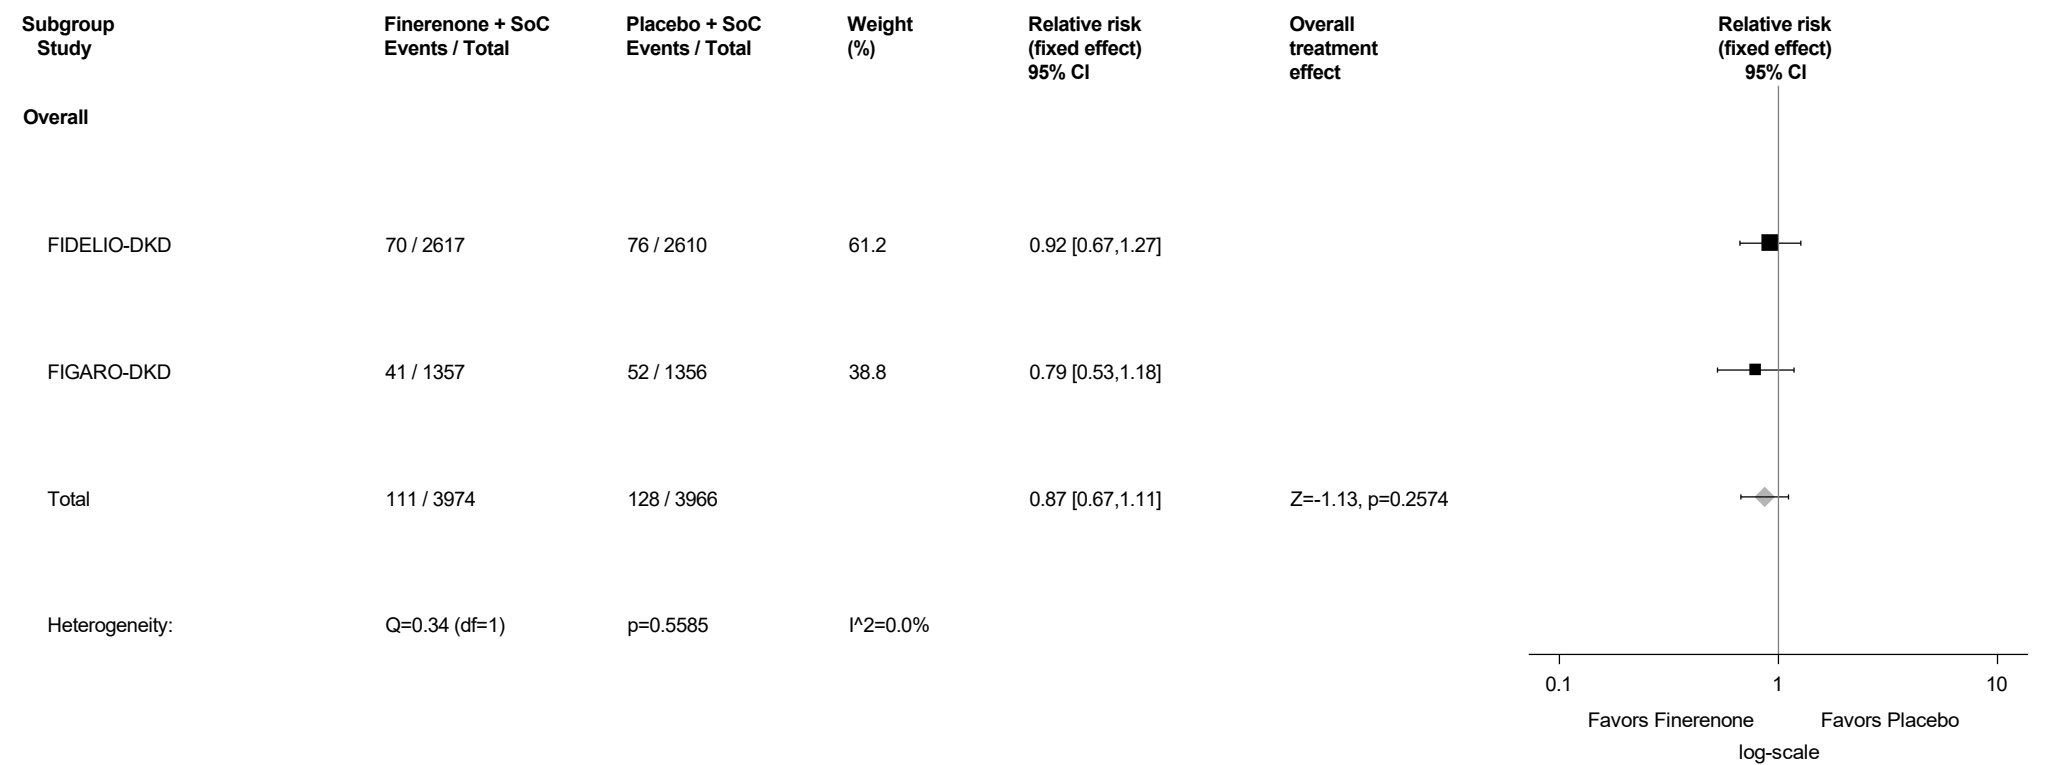 Subgroup Finerenone + SoC Placebo + SoC Weight Relative risk Overall Relative risk
Study Events / Total Events / Total (%) (fixed effect) treatment (fixed effect)
95% CI effect 95% CI
Overall
FIDELIO-DKD 70 / 2617 76 / 2610 61.2 0.92 [0.67,1.27]
FIGARO-DKD 41 / 1357 52 / 1356 38.8 0.79 [0.53,1.18]
Total 111 / 3974 128 / 3966 0.87 [0.67,1.11] Z=-1.13, p=0.2574
Heterogeneity: Q=0.34 (df=1) p=0.5585 I^2=0.0%
0.1 1 10
Favors Finerenone Favors Placebo
log-scale